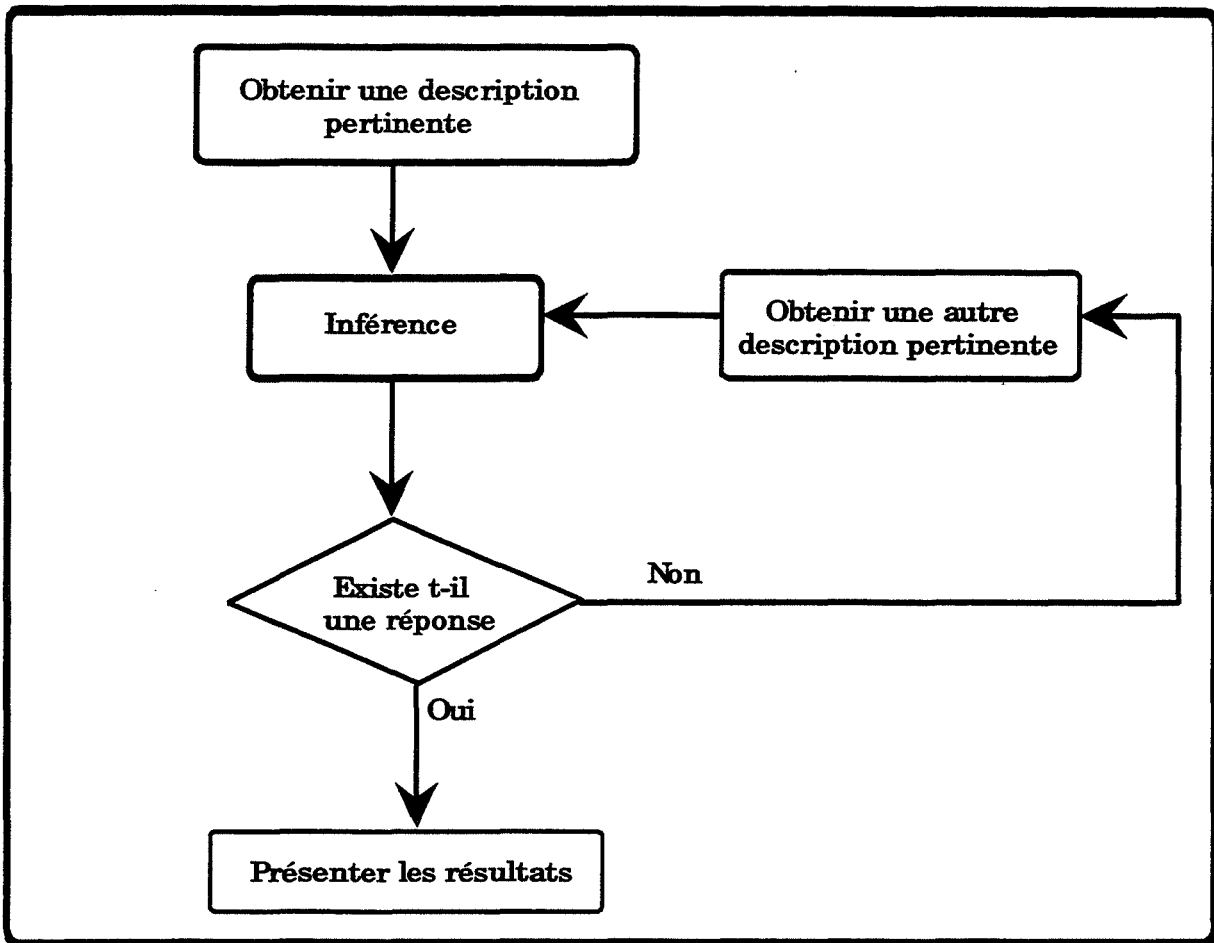 Obtenir une description
pertinente
Inférence
Obtenir une autre
description pertinente
Existe t-il
une réponse
Non
Oui
Présenter les résultats